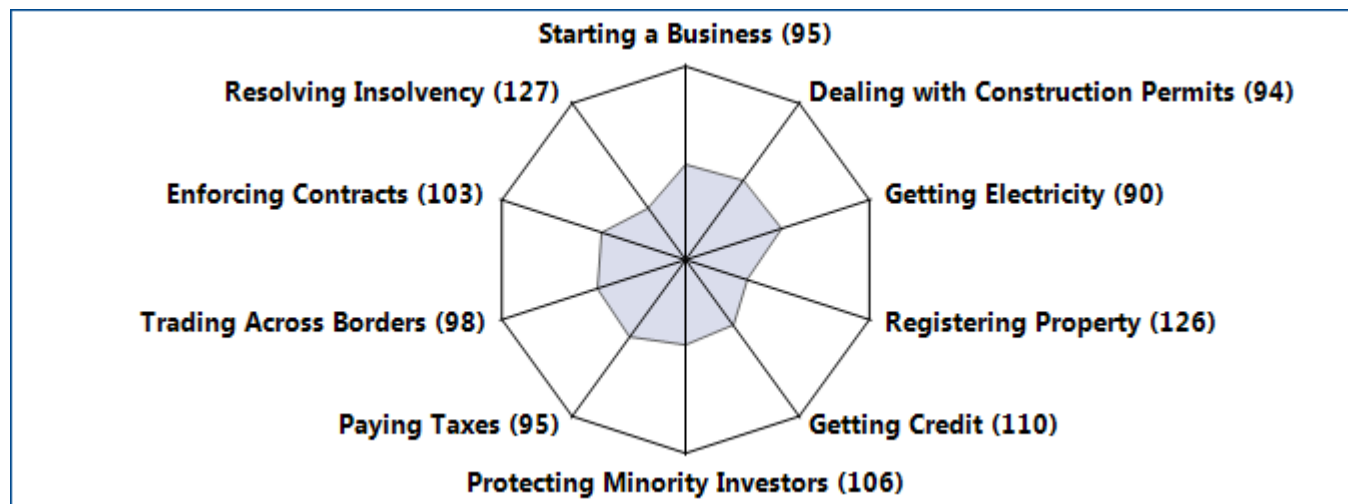 Starting a Business (95)
Resolving Insolvency (127)
Dealing with Construction Permits (94)
Enforcing Contracts (103)
Getting Electricity (90)
Trading Across Borders (98)
Registering Property (126)
Paying Taxes (95)
Getting Credit (110)
Protecting Minority Investors (106)